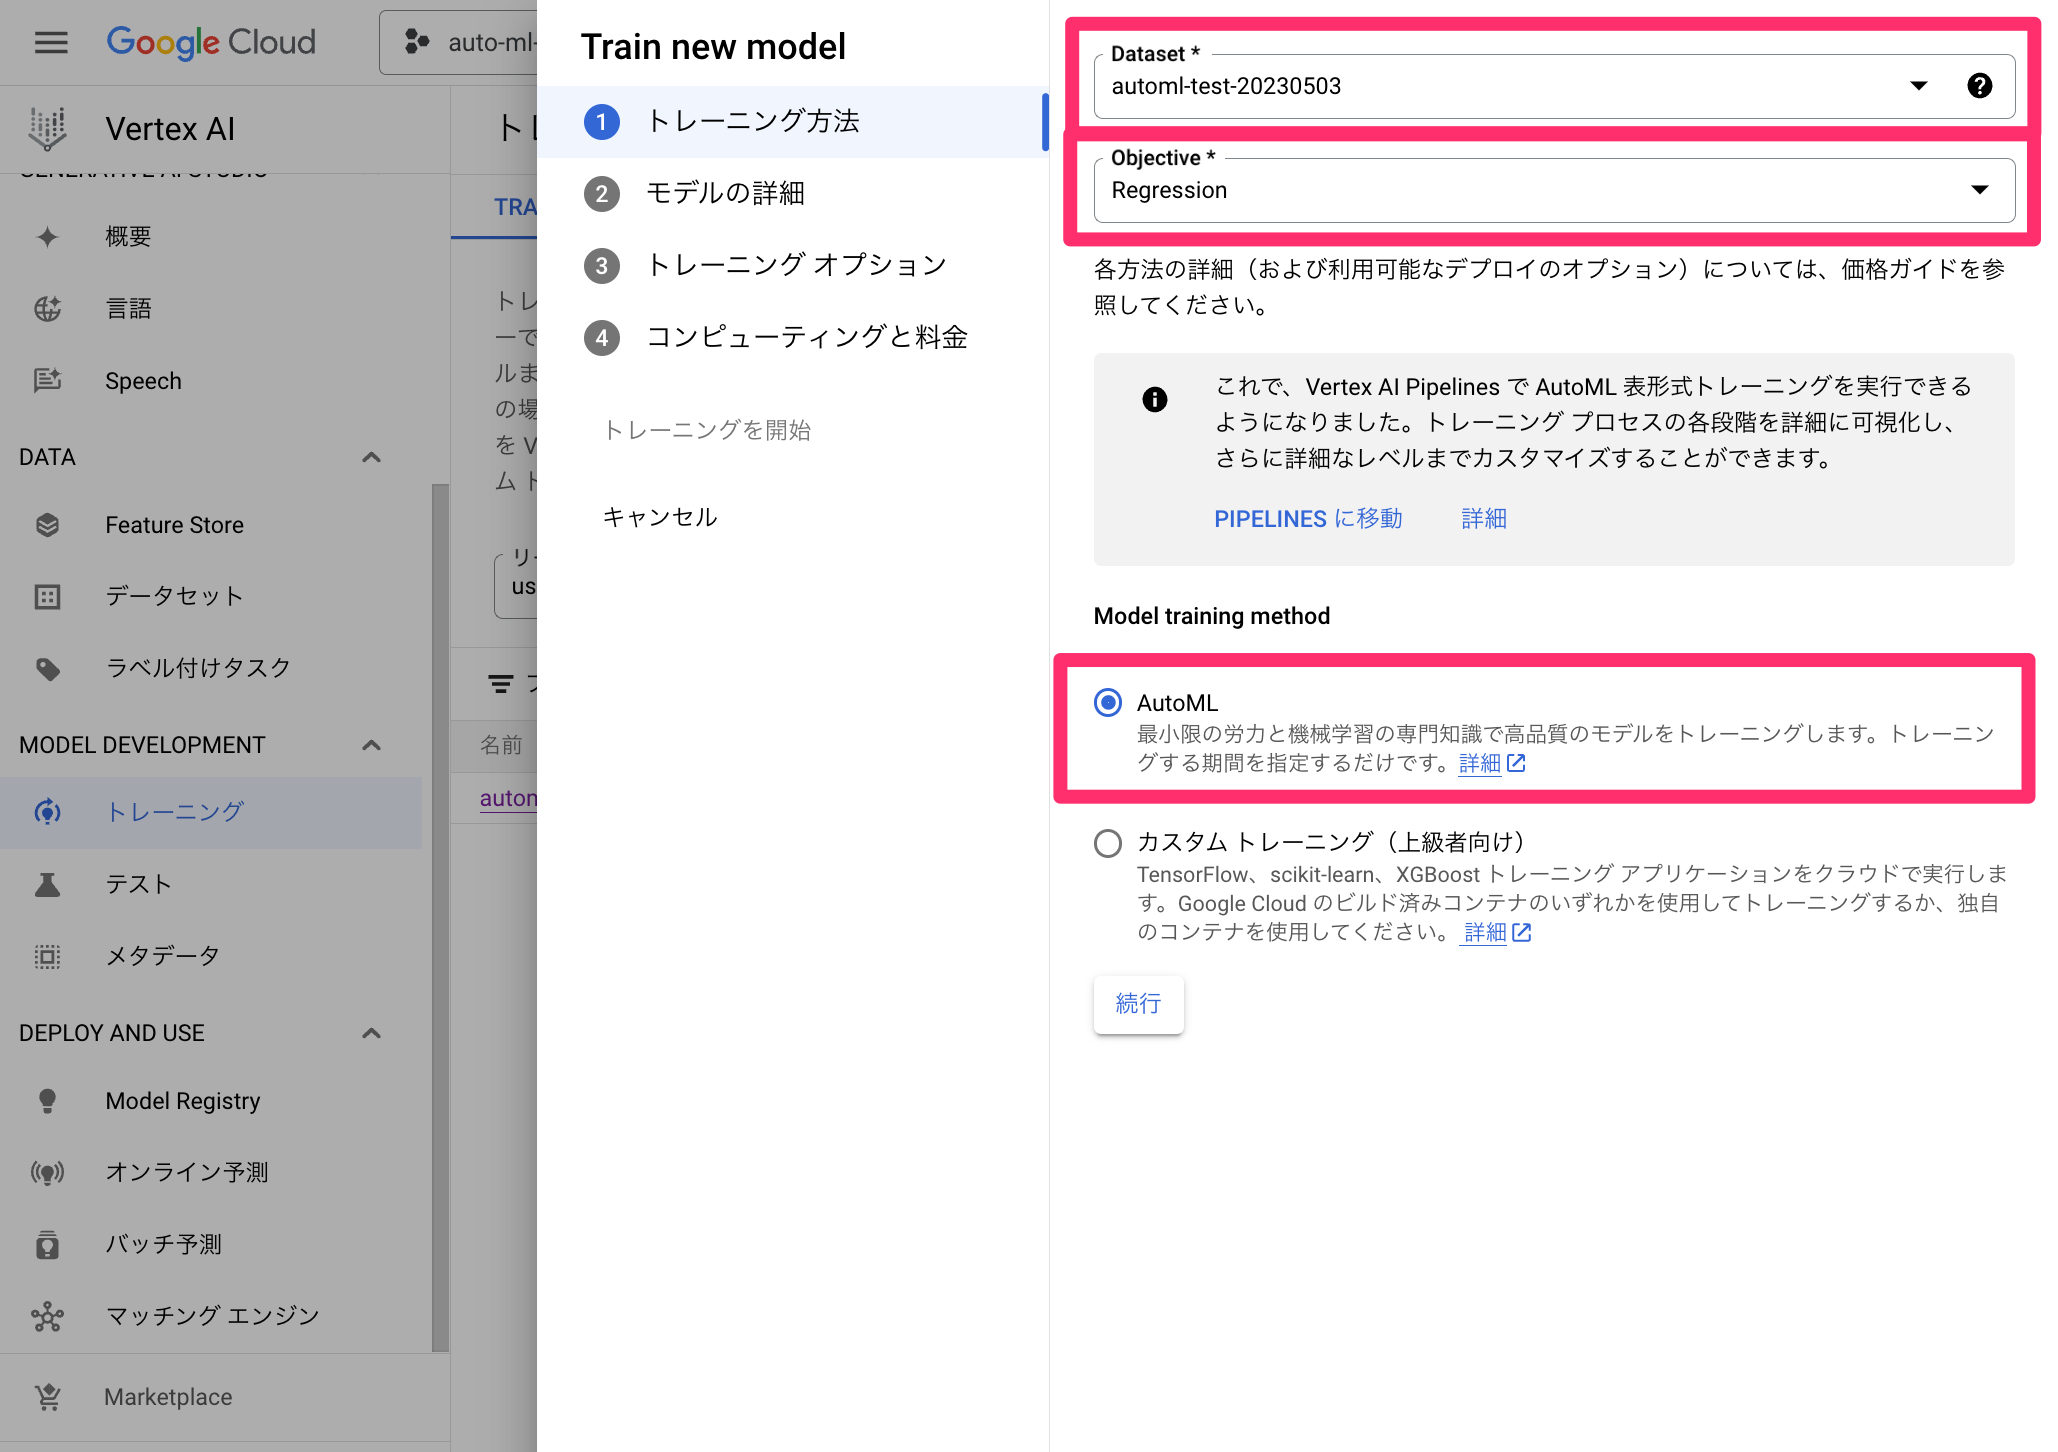 Google Cloud
auto-ml-
Vertex AI
GENERATIVE AI STUDIO
概要
言語
Speech
DATA
Feature Store
データセット
ラベル付けタスク
MODEL DEVELOPMENT
トレーニング
テスト
メタデータ
DEPLOY AND USE
Model Registry
オンライン予測
バッチ予測
マッチング エンジン
Marketplace
トレ
TRA
トレ
ーで
ルま
の場
を V
ム ト
リー
us
フ
名前
autom
Train new model
1 トレーニング方法
2 モデルの詳細
3 トレーニング オプション
4 コンピューティングと料金
トレーニングを開始
キャンセル
Dataset *
automl-test-20230503
Objective *
Regression
各方法の詳細（および利用可能なデプロイのオプション）については、価格ガイドを参
照してください。
これで、Vertex AI Pipelines で AutoML 表形式トレーニングを実行できる
ようになりました。トレーニング プロセスの各段階を詳細に可視化し、
さらに詳細なレベルまでカスタマイズすることができます。
PIPELINES に移動 詳細
Model training method
AutoML
最小限の労力と機械学習の専門知識で高品質のモデルをトレーニングします。トレーニン
グする期間を指定するだけです。詳細
カスタム トレーニング（上級者向け）
TensorFlow、scikit-learn、XGBoost トレーニング アプリケーションをクラウドで実行しま
す。Google Cloud のビルド済みコンテナのいずれかを使用してトレーニングするか、独自
のコンテナを使用してください。 詳細
続行